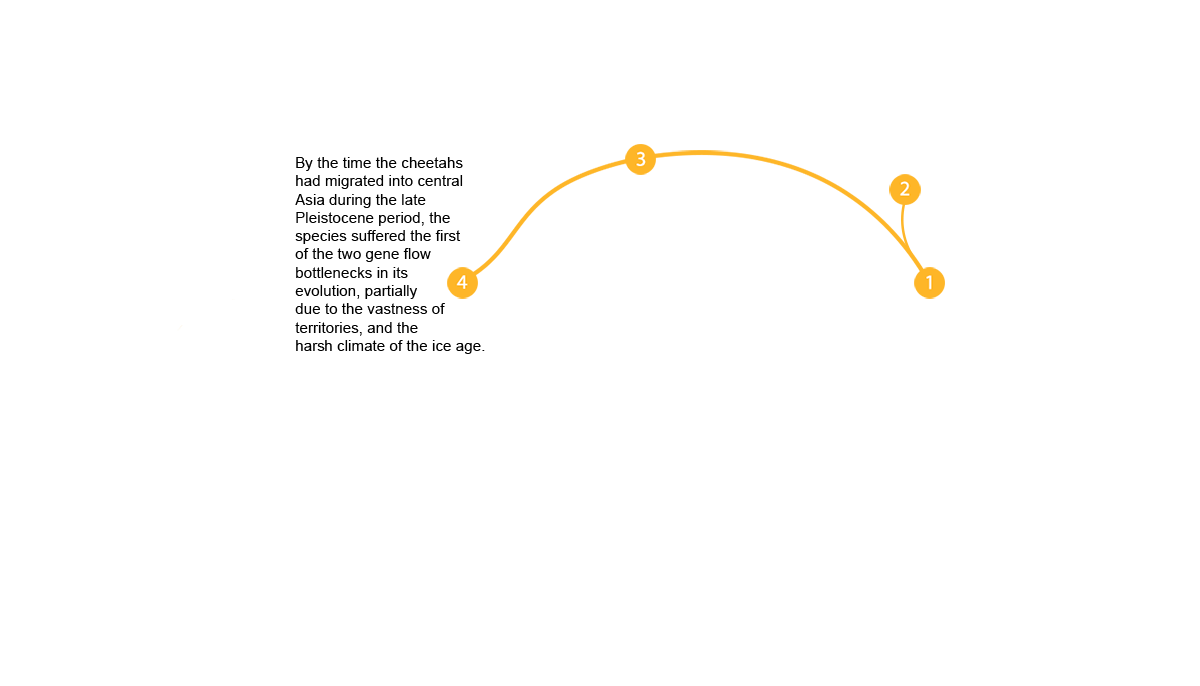 By the time the cheetahs
had migrated into central
Asia during the late
Pleistocene period, the
species suffered the first
of the two gene flow
bottlenecks in its
evolution, partially
due to the vastness of
territories, and the
harsh climate of the ice age.
3
2
4
1